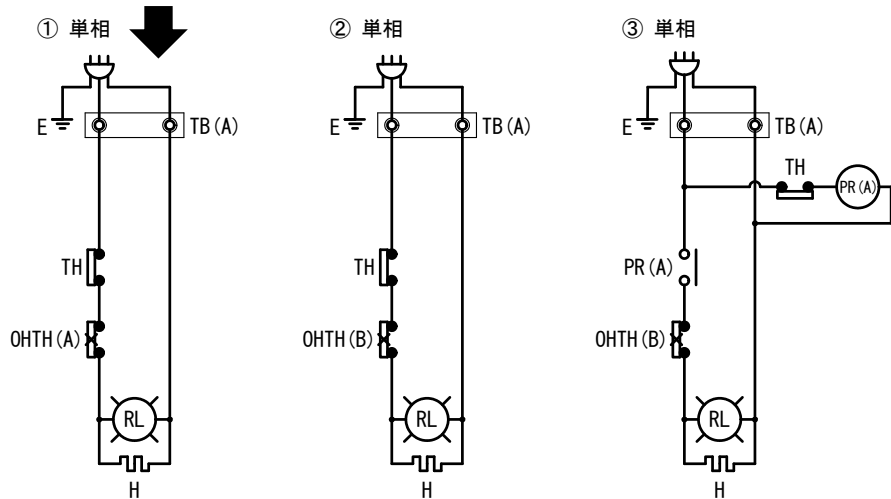 ① 単相
E
TB(A)
TH
OHTH(A)
RL
H
② 単相
E
TB(A)
TH
OHTH(B)
RL
H
③ 単相
E
TB(A)
TH
PR(A)
PR(A)
OHTH(B)
RL
H